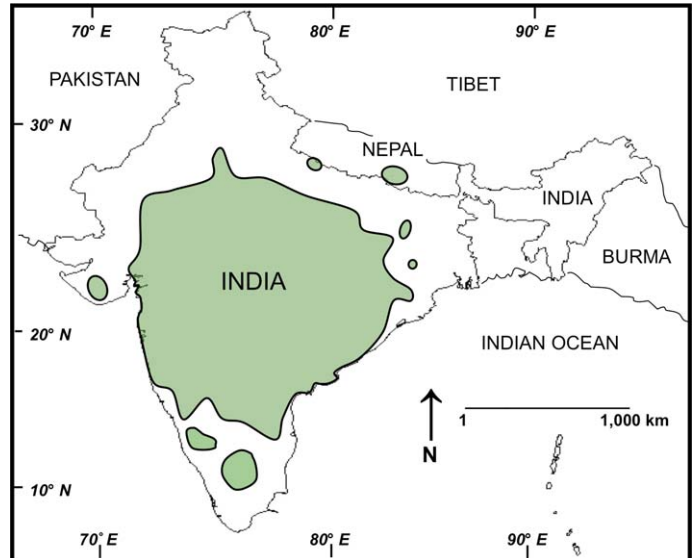 70° E 80° E 90° E
PAKISTAN
TIBET
30° N
NEPAL
INDIA
BURMA
INDIA
20° N
INDIAN OCEAN
1 1,000 km
N
10° N
70° E 80° E 90° E